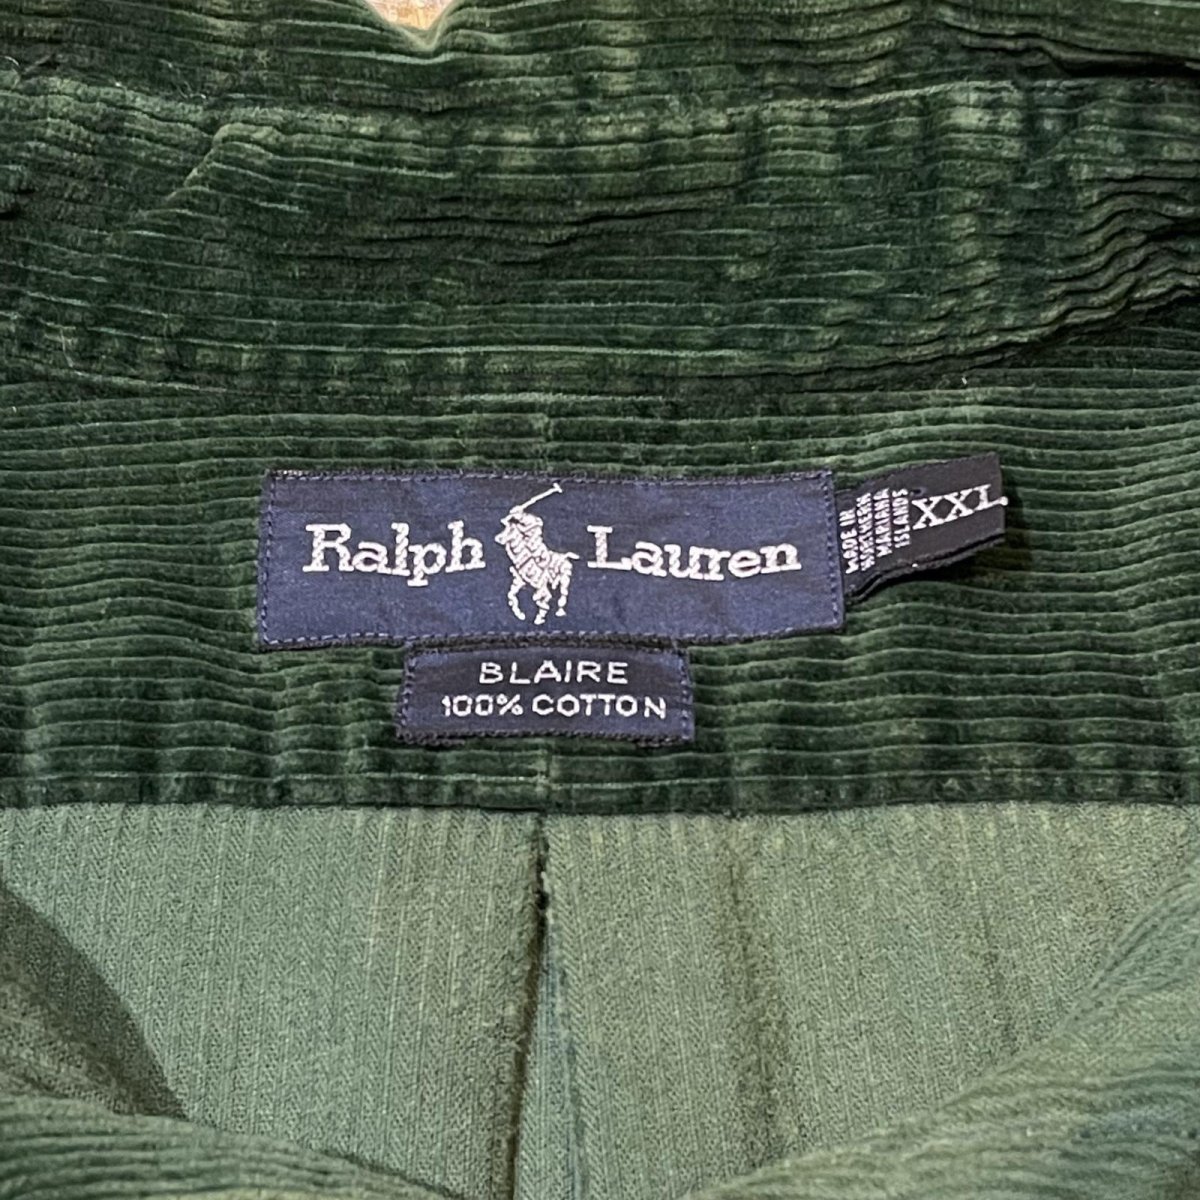 Ralph Lauren
BLAIRE
100% COTTON
MADE IN
NORTHERN
MARIANA
ISLANDS
XXL